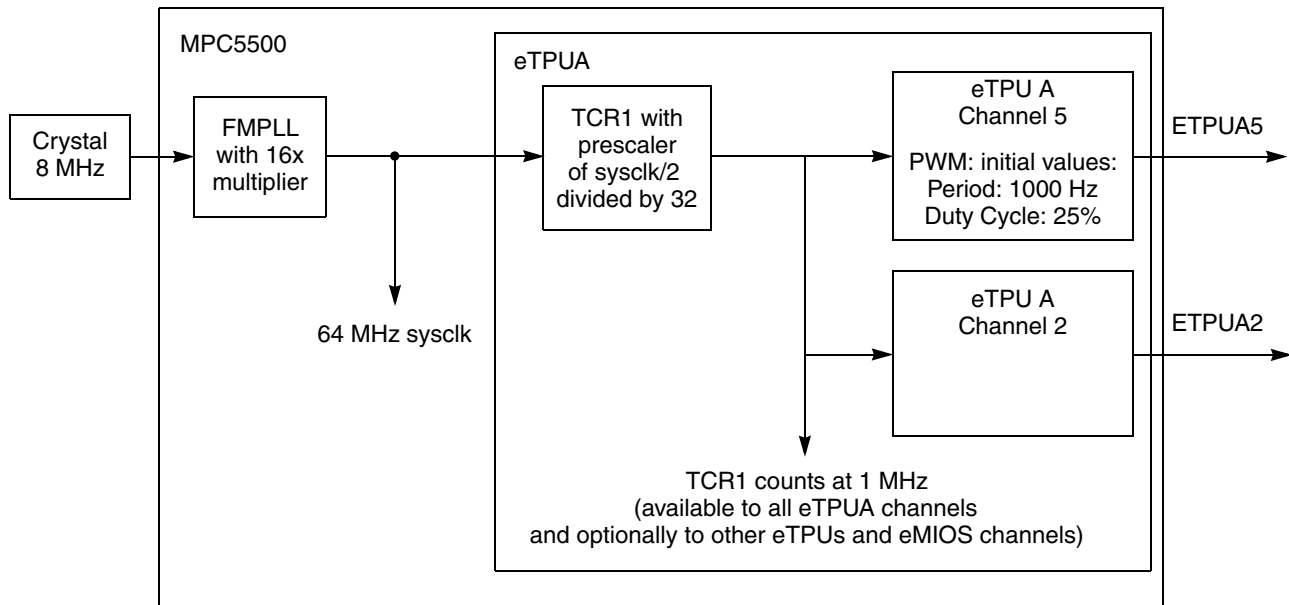 MPC5500
eTPUA
Crystal
8 MHz
FMPLL
with 16x
multiplier
TCR1 with
prescaler
of sysclk/2
divided by 32
eTPU A
Channel 5
PWM: initial values:
Period: 1000 Hz
Duty Cycle: 25%
ETPUA5
64 MHz sysclk
eTPU A
Channel 2
ETPUA2
TCR1 counts at 1 MHz
(available to all eTPUA channels
and optionally to other eTPUs and eMIOS channels)